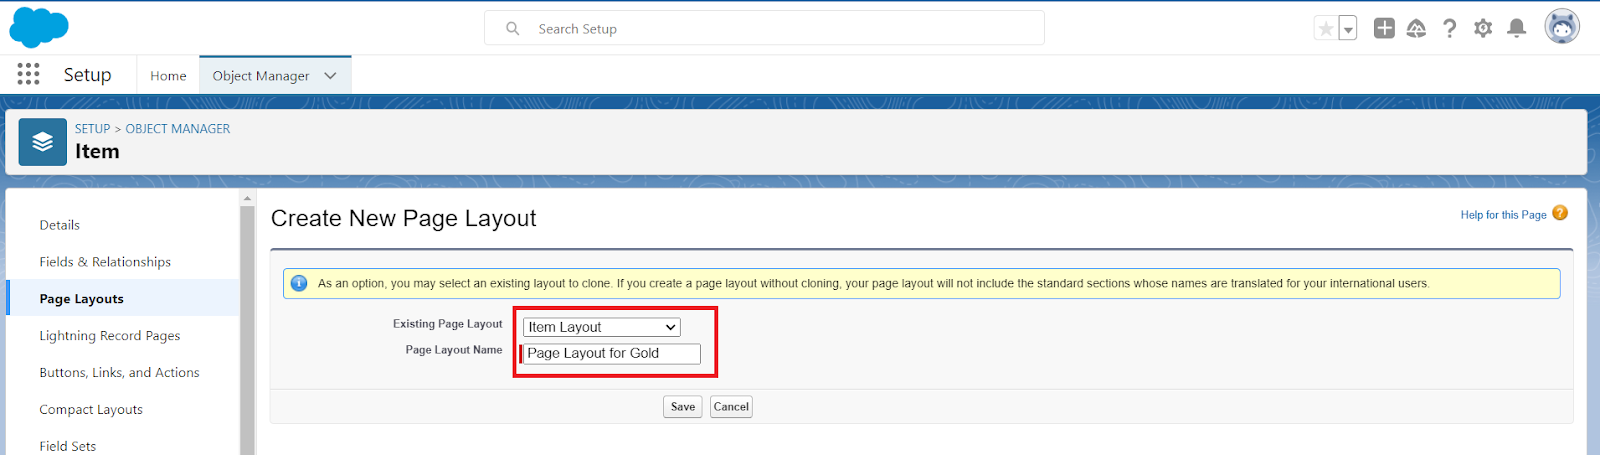 Search Setup
Setup
Home
Object Manager
SETUP > OBJECT MANAGER
Item
Details
Fields & Relationships
Page Layouts
Lightning Record Pages
Buttons, Links, and Actions
Compact Layouts
Field Sets
Create New Page Layout
Help for this Page ?
i As an option, you may select an existing layout to clone. If you create a page layout without cloning, your page layout will not include the standard sections whose names are translated for your international users.
Existing Page Layout Item Layout
Page Layout Name Page Layout for Gold
Save Cancel